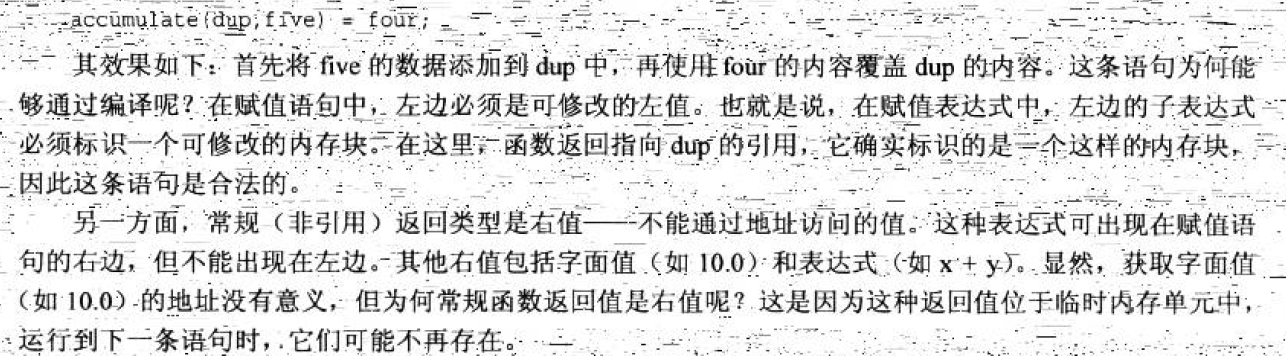 accumulate(dup,five) = four;
其效果如下：首先将 five 的数据添加到 dup 中，再使用 four 的内容覆盖 dup 的内容。这条语句为何能
够通过编译呢？在赋值语句中，左边必须是可修改的左值。也就是说，在赋值表达式中，左边的子表达式
必须标识一个可修改的内存块。在这里，函数返回指向 dup 的引用，它确实标识的是一个这样的内存块，
因此这条语句是合法的。
另一方面，常规（非引用）返回类型是右值——不能通过地址访问的值。这种表达式可出现在赋值语
句的右边，但不能出现在左边。其他右值包括字面值（如 10.0）和表达式（如 x + y）。显然，获取字面值
（如 10.0）的地址没有意义，但为何常规函数返回值是右值呢？这是因为这种返回值位于临时内存单元中，
运行到下一条语句时，它们可能不再存在。